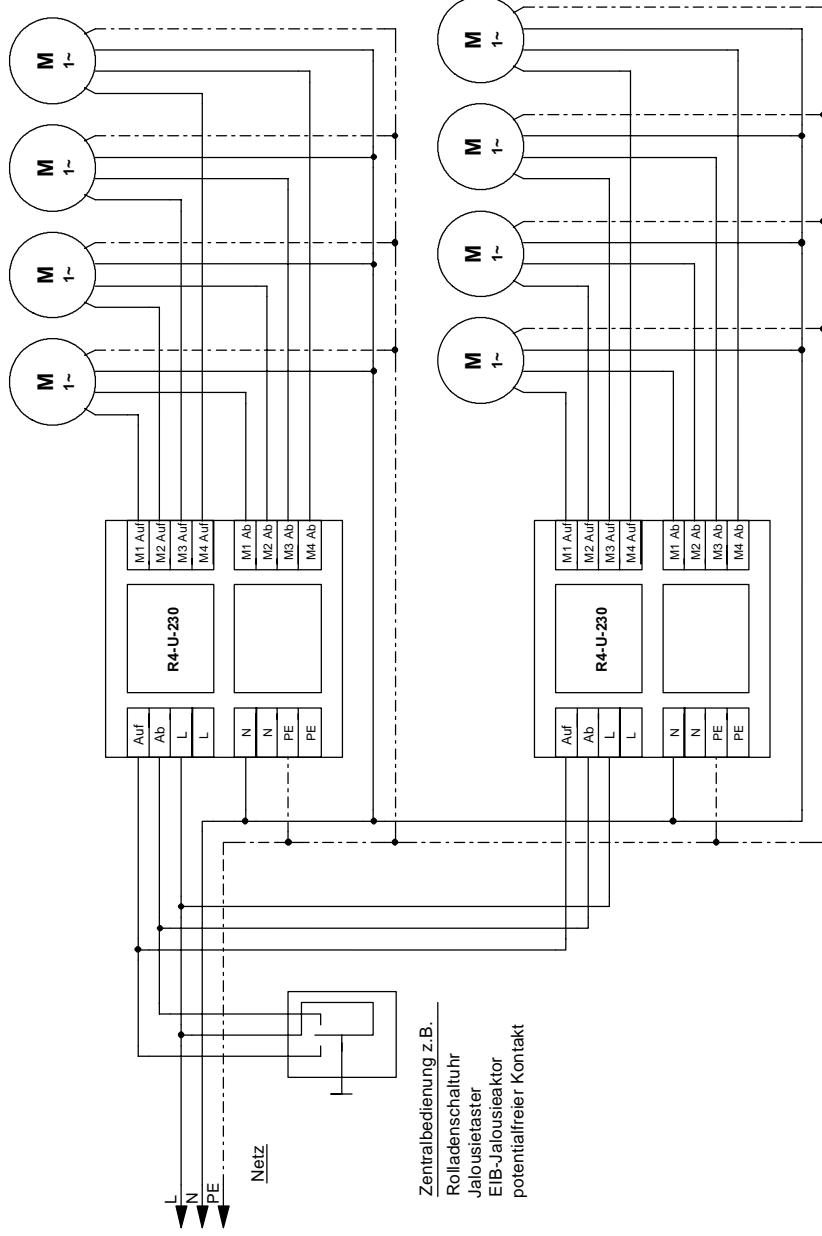 L
N
PE
Netz
Zentralbedienung z.B.
Rolladenschaltuhr
Jalousietaster
EIB-Jalousieaktor
potentialfreier Kontakt
Auf
Ab
L
L
N
N
PE
PE
R4-U-230
M1 Auf
M2 Auf
M3 Auf
M4 Auf
M1 Ab
M2 Ab
M3 Ab
M4 Ab
M
1~
M
1~
M
1~
M
1~
Auf
Ab
L
L
N
N
PE
PE
R4-U-230
M1 Auf
M2 Auf
M3 Auf
M4 Auf
M1 Ab
M2 Ab
M3 Ab
M4 Ab
M
1~
M
1~
M
1~
M
1~